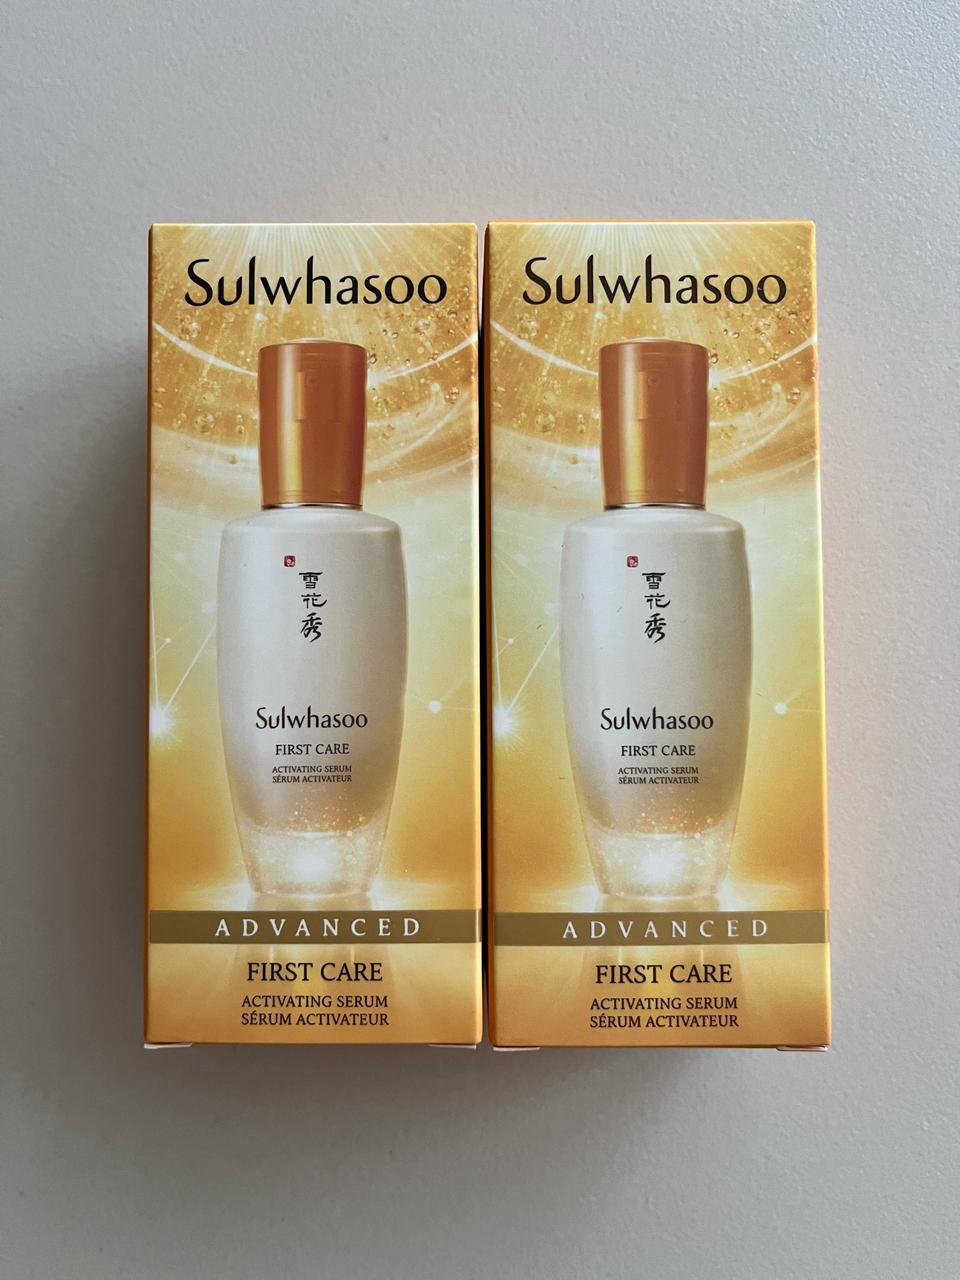 Sulwhasoo
雪
花
秀
Sulwhasoo
FIRST CARE
ACTIVATING SERUM
SÉRUM ACTIVATEUR
ADVANCED
FIRST CARE
ACTIVATING SERUM
SÉRUM ACTIVATEUR
Sulwhasoo
雪
花
秀
Sulwhasoo
FIRST CARE
ACTIVATING SERUM
SÉRUM ACTIVATEUR
ADVANCED
FIRST CARE
ACTIVATING SERUM
SÉRUM ACTIVATEUR